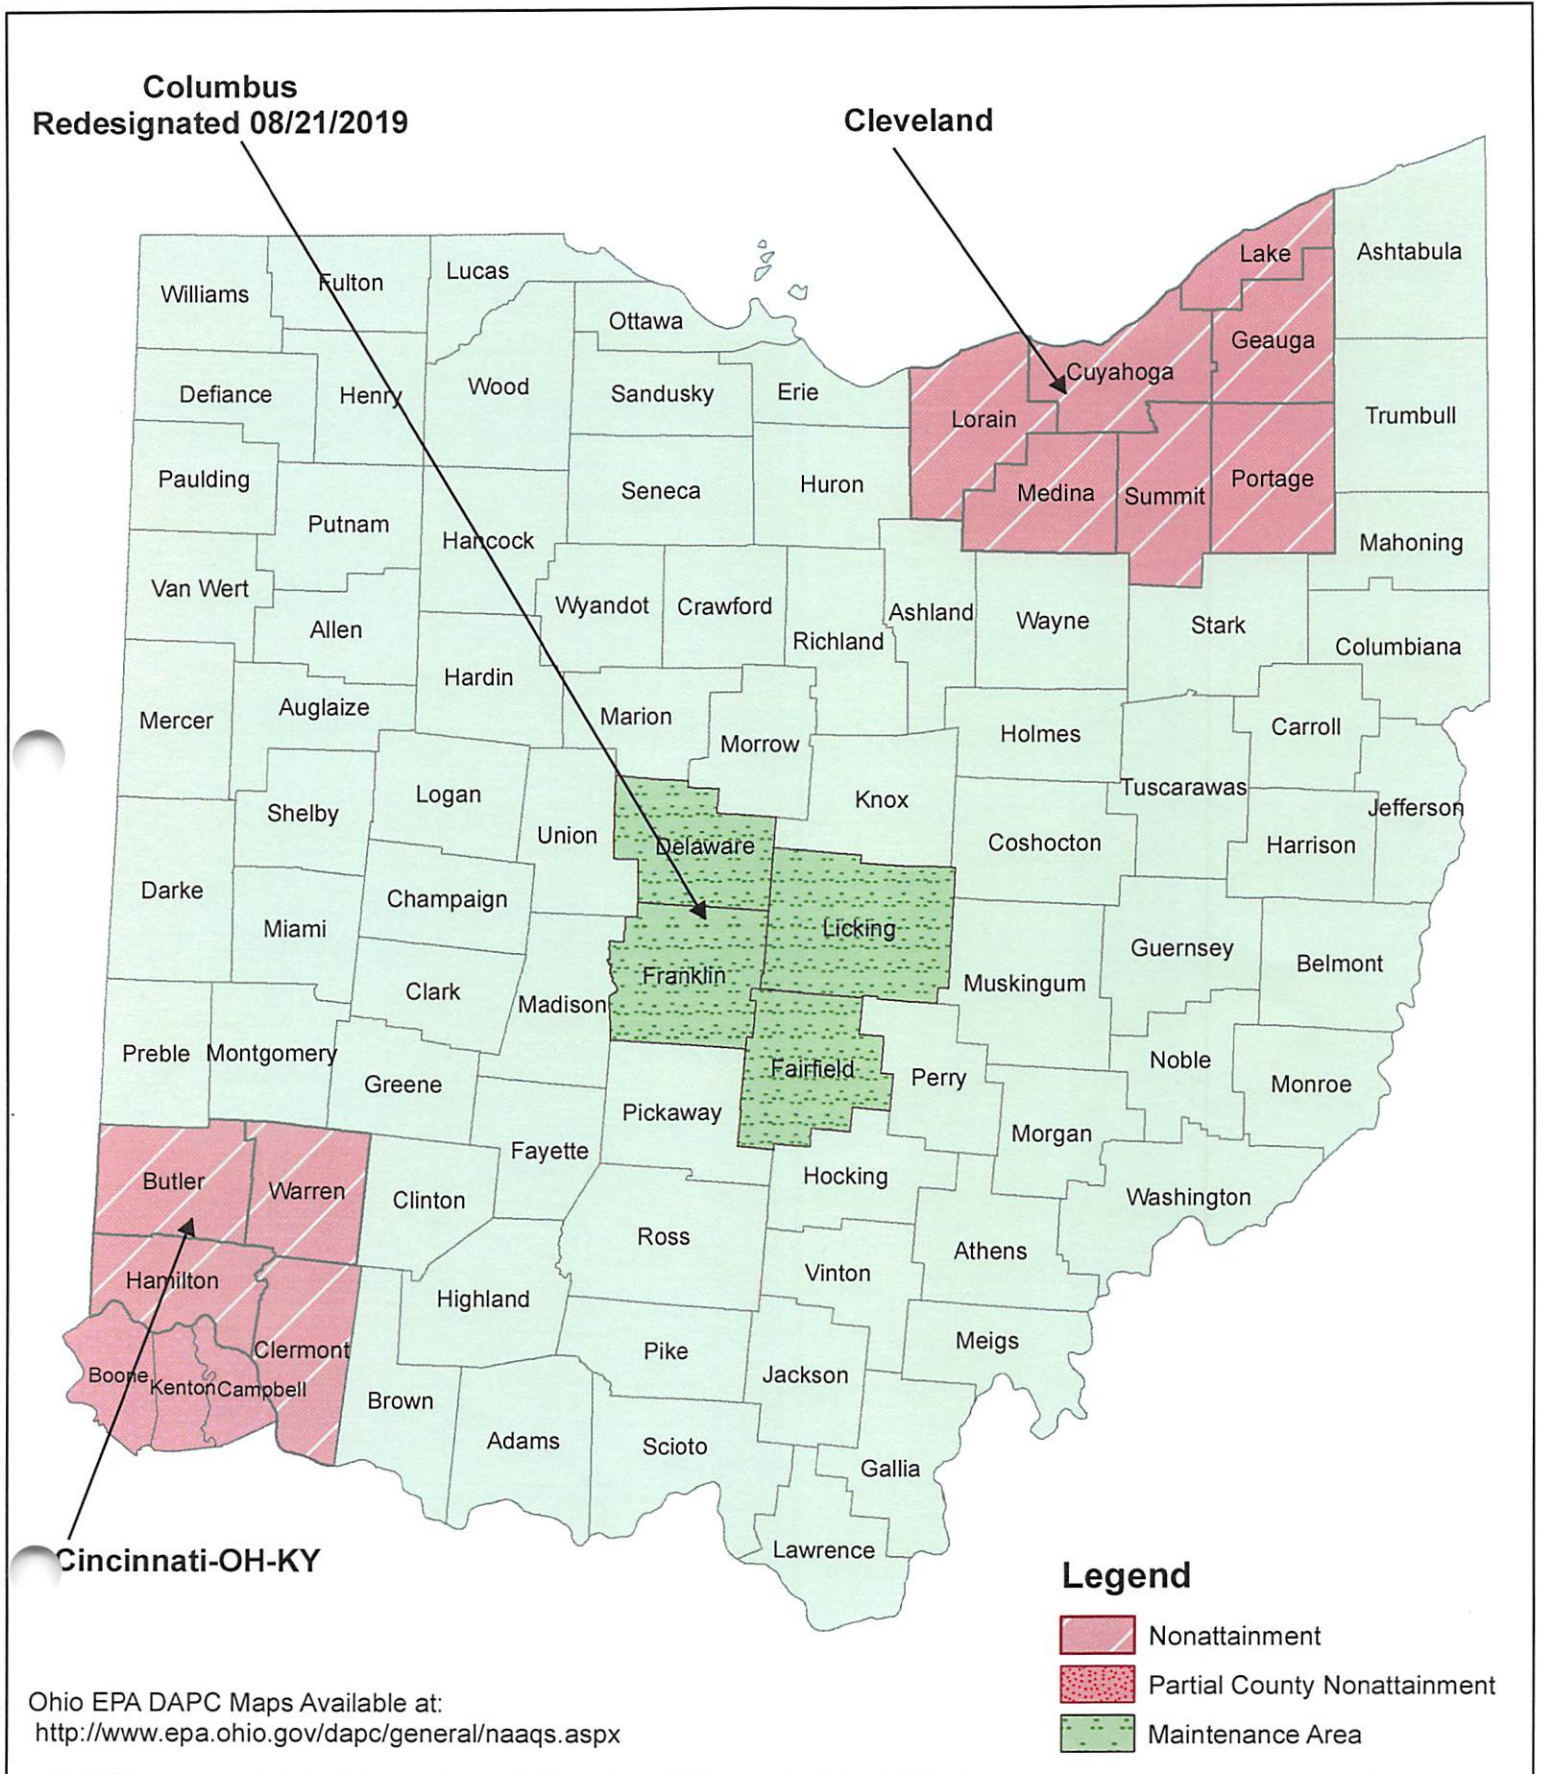 Columbus
Redesignated 08/21/2019
Cleveland
Lake
Ashtabula
Williams
Fulton
Lucas
Ottawa
Geauga
Cuyahoga
Defiance
Henry
Wood
Sandusky
Erie
Lorain
Trumbull
Paulding
Seneca
Huron
Medina
Summit
Portage
Putnam
Hancock
Mahoning
Van Wert
Allen
Wyandot
Crawford
Richland
Ashland
Wayne
Stark
Columbiana
Hardin
Mercer
Auglaize
Marion
Morrow
Holmes
Carroll
Tuscarawas
Jefferson
Shelby
Logan
Union
Knox
Coshocton
Harrison
Delaware
Darke
Champaign
Miami
Licking
Guernsey
Belmont
Clark
Madison
Franklin
Muskingum
Preble
Montgomery
Greene
Fairfield
Perry
Noble
Monroe
Pickaway
Morgan
Fayette
Hocking
Washington
Butler
Warren
Clinton
Ross
Athens
Vinton
Hamilton
Highland
Clermont
Pike
Meigs
Jackson
Boone
Kenton
Campbell
Brown
Adams
Scioto
Gallia
Lawrence
Cincinnati-OH-KY
Legend
Nonattainment
Partial County Nonattainment
Maintenance Area
Ohio EPA DAPC Maps Available at:
http://www.epa.ohio.gov/dapc/general/naaqs.aspx